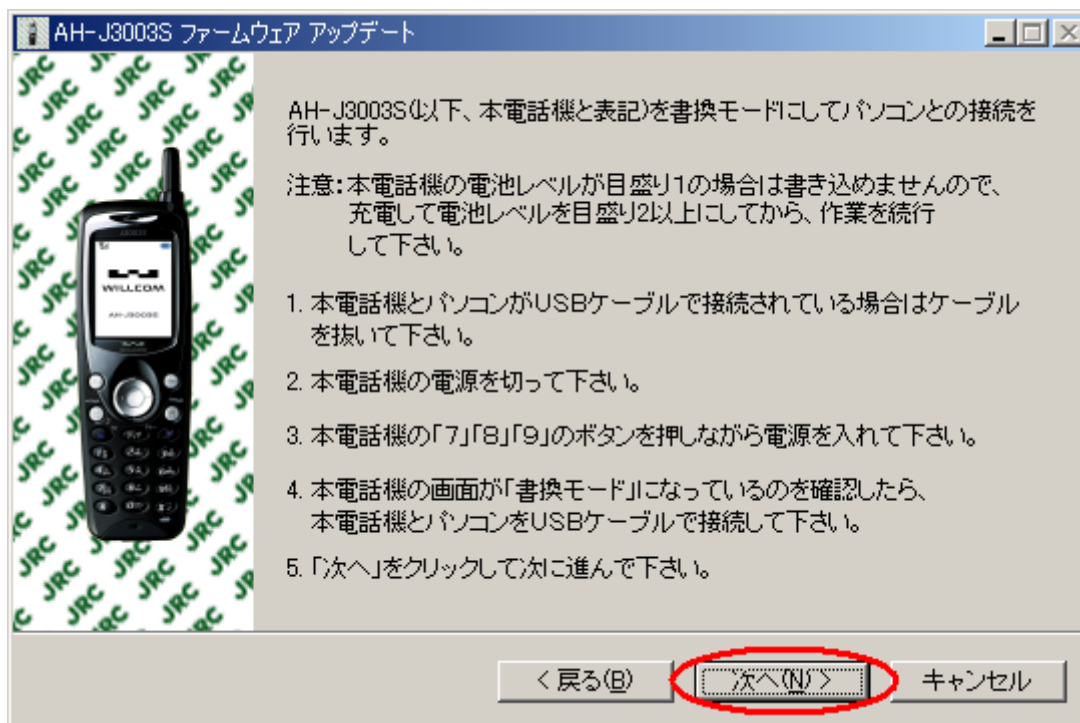 AH-J3003S ファームウェア アップデート
AH-J3003S(以下、本電話機と表記)を書換モードにしてパソコンとの接続を
行います。
注意:本電話機の電池レベルが目盛り1の場合は書き込めませんので、
充電して電池レベルを目盛り2以上にしてから、作業を続行
して下さい。
1. 本電話機とパソコンがUSBケーブルで接続されている場合はケーブル
を抜いて下さい。
2. 本電話機の電源を切って下さい。
3. 本電話機の「7」「8」「9」のボタンを押しながら電源を入れて下さい。
4. 本電話機の画面が「書換モード」になっているのを確認したら、
本電話機とパソコンをUSBケーブルで接続して下さい。
5. 「次へ」をクリックして次に進んで下さい。
JRC
WILLCOM
AH-J3003S
< 戻る(B)
次へ(N) >
キャンセル